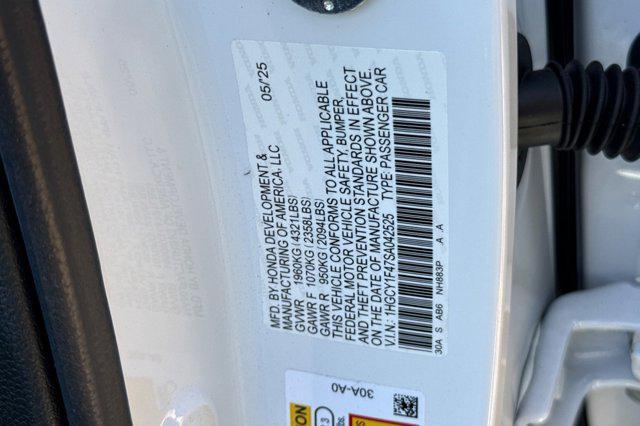 MFD. BY HONDA DEVELOPMENT & 05/25
MANUFACTURING OF AMERICA, LLC
GVWR 1960KG(4321LBS)
GAWR F 1070KG(2358LBS)
GAWR R 950KG(2094LBS)
THIS VEHICLE CONFORMS TO ALL APPLICABLE
FEDERAL MOTOR VEHICLE SAFETY, BUMPER,
AND THEFT PREVENTION STANDARDS IN EFFECT
ON THE DATE OF MANUFACTURE SHOWN ABOVE.
V.I.N.: 1HGCY1F47SA042525 TYPE: PASSENGER CAR
30A S AB6 NH883P A A
30A-A0